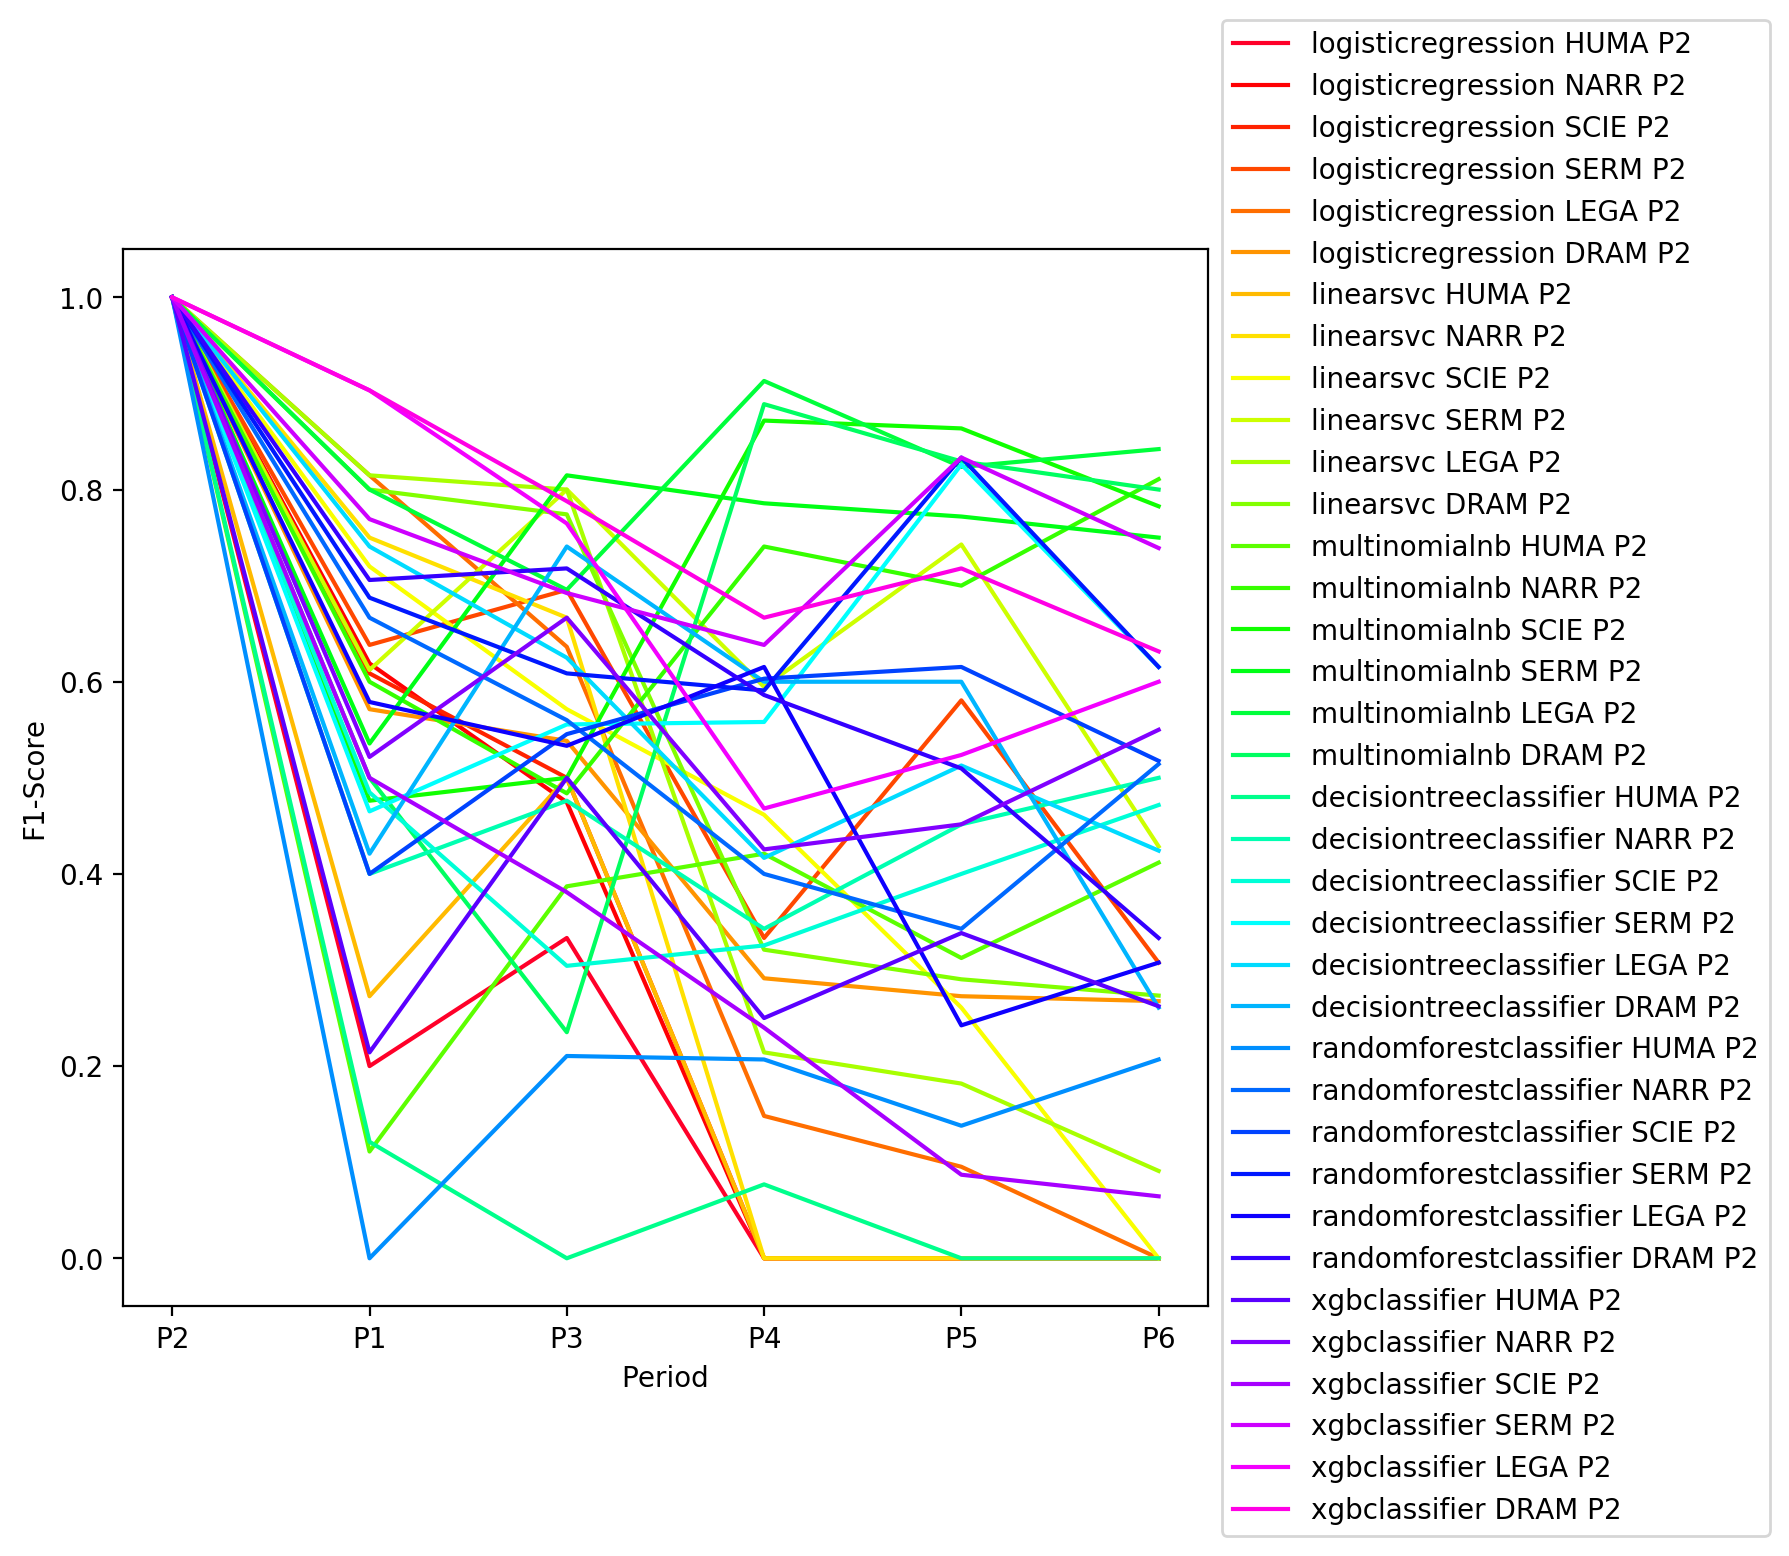 logisticregression HUMA P2
logisticregression NARR P2
logisticregression SCIE P2
logisticregression SERM P2
logisticregression LEGA P2
logisticregression DRAM P2
linearsvc HUMA P2
linearsvc NARR P2
linearsvc SCIE P2
linearsvc SERM P2
linearsvc LEGA P2
linearsvc DRAM P2
multinomialnb HUMA P2
multinomialnb NARR P2
multinomialnb SCIE P2
multinomialnb SERM P2
multinomialnb LEGA P2
multinomialnb DRAM P2
decisiontreeclassifier HUMA P2
decisiontreeclassifier NARR P2
decisiontreeclassifier SCIE P2
decisiontreeclassifier SERM P2
decisiontreeclassifier LEGA P2
decisiontreeclassifier DRAM P2
randomforestclassifier HUMA P2
randomforestclassifier NARR P2
randomforestclassifier SCIE P2
randomforestclassifier SERM P2
randomforestclassifier LEGA P2
randomforestclassifier DRAM P2
xgbclassifier HUMA P2
xgbclassifier NARR P2
xgbclassifier SCIE P2
xgbclassifier SERM P2
xgbclassifier LEGA P2
xgbclassifier DRAM P2
F1-Score
1.0
0.8
0.6
0.4
0.2
0.0
P2 P1 P3 P4 P5 P6
Period